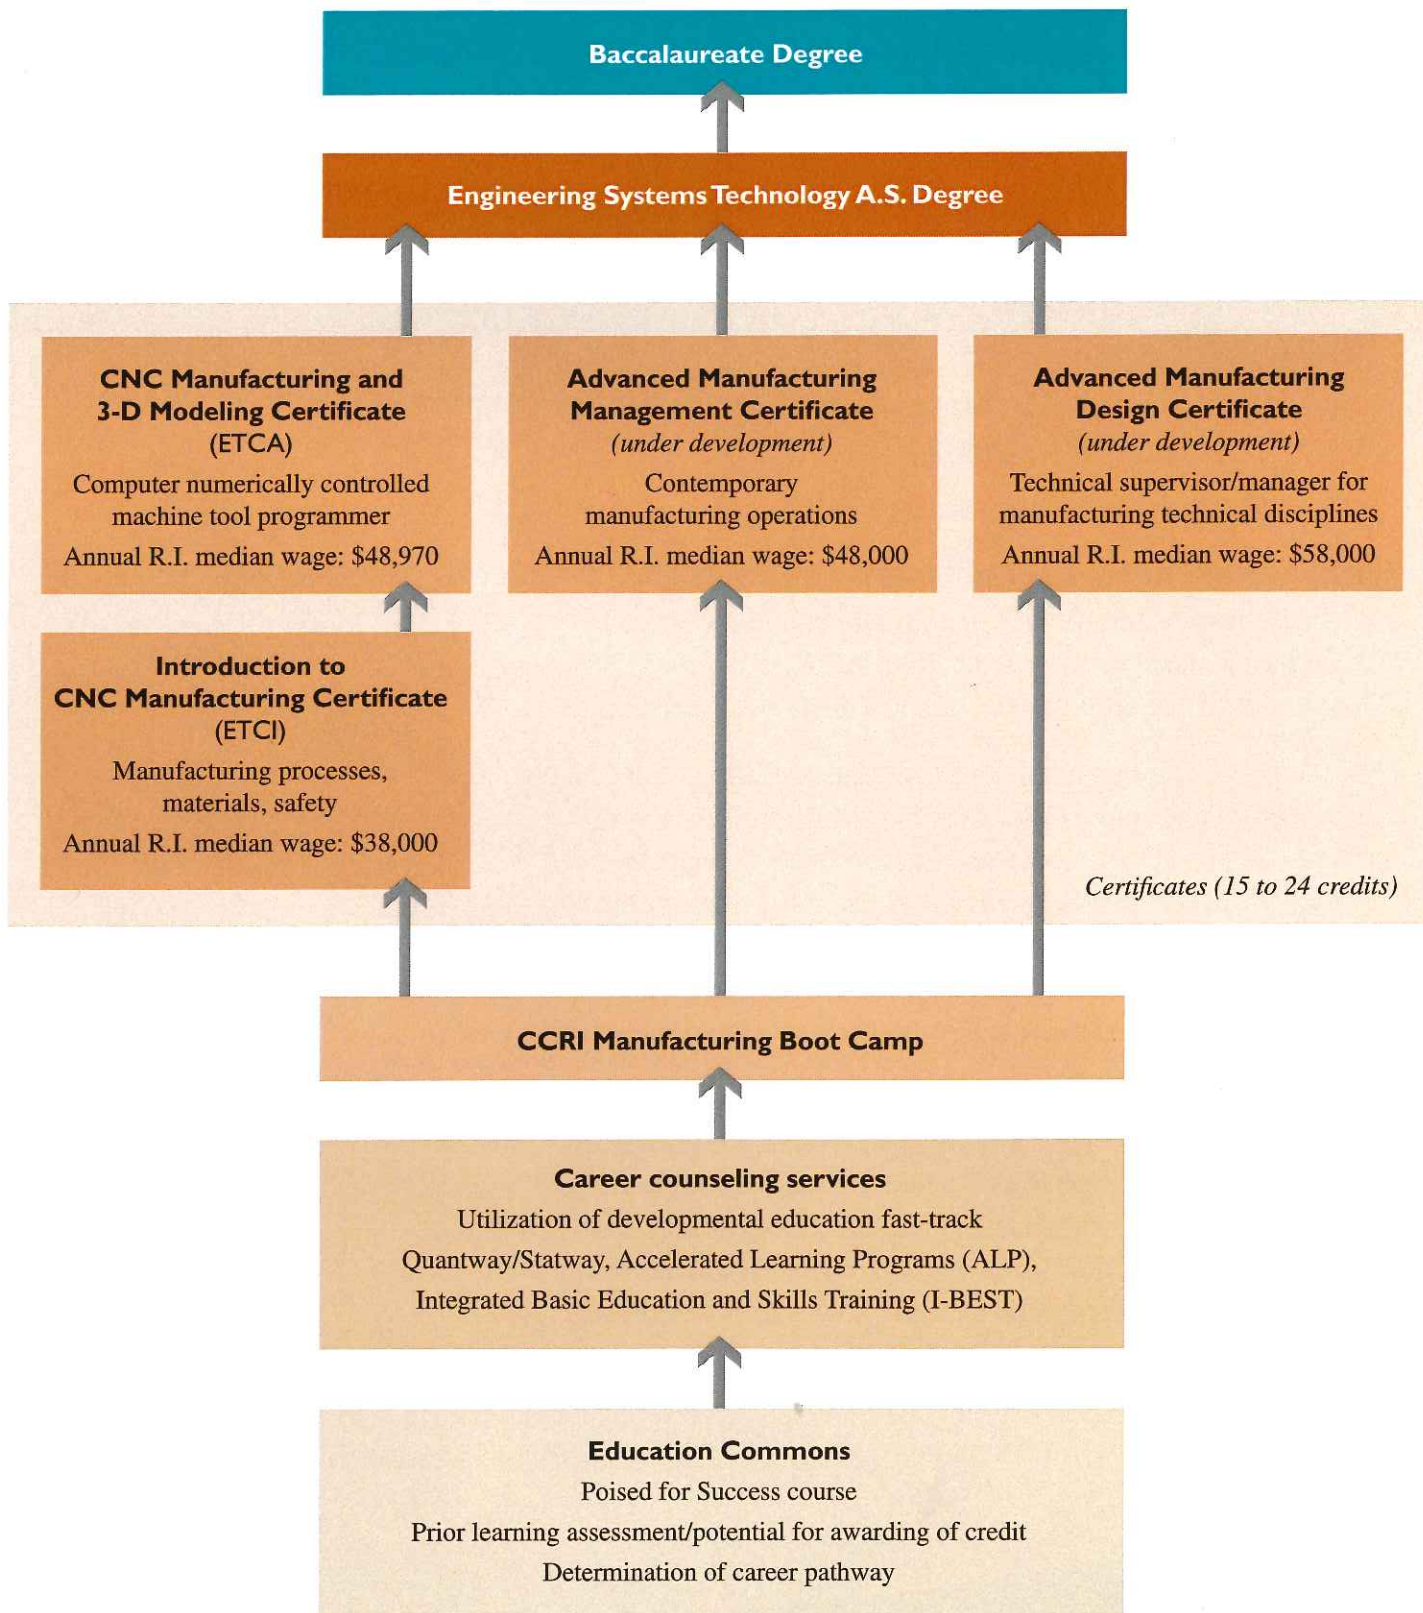 Baccalaureate Degree
Engineering Systems Technology A.S. Degree
CNC Manufacturing and
3-D Modeling Certificate
(ETCA)
Computer numerically controlled
machine tool programmer
Annual R.I. median wage: $48,970
Advanced Manufacturing
Management Certificate
(under development)
Contemporary
manufacturing operations
Annual R.I. median wage: $48,000
Advanced Manufacturing
Design Certificate
(under development)
Technical supervisor/manager for
manufacturing technical disciplines
Annual R.I. median wage: $58,000
Introduction to
CNC Manufacturing Certificate
(ETCI)
Manufacturing processes,
materials, safety
Annual R.I. median wage: $38,000
Certificates (15 to 24 credits)
CCRI Manufacturing Boot Camp
Career counseling services
Utilization of developmental education fast-track
Quantway/Statway, Accelerated Learning Programs (ALP),
Integrated Basic Education and Skills Training (I-BEST)
Education Commons
Poised for Success course
Prior learning assessment/potential for awarding of credit
Determination of career pathway